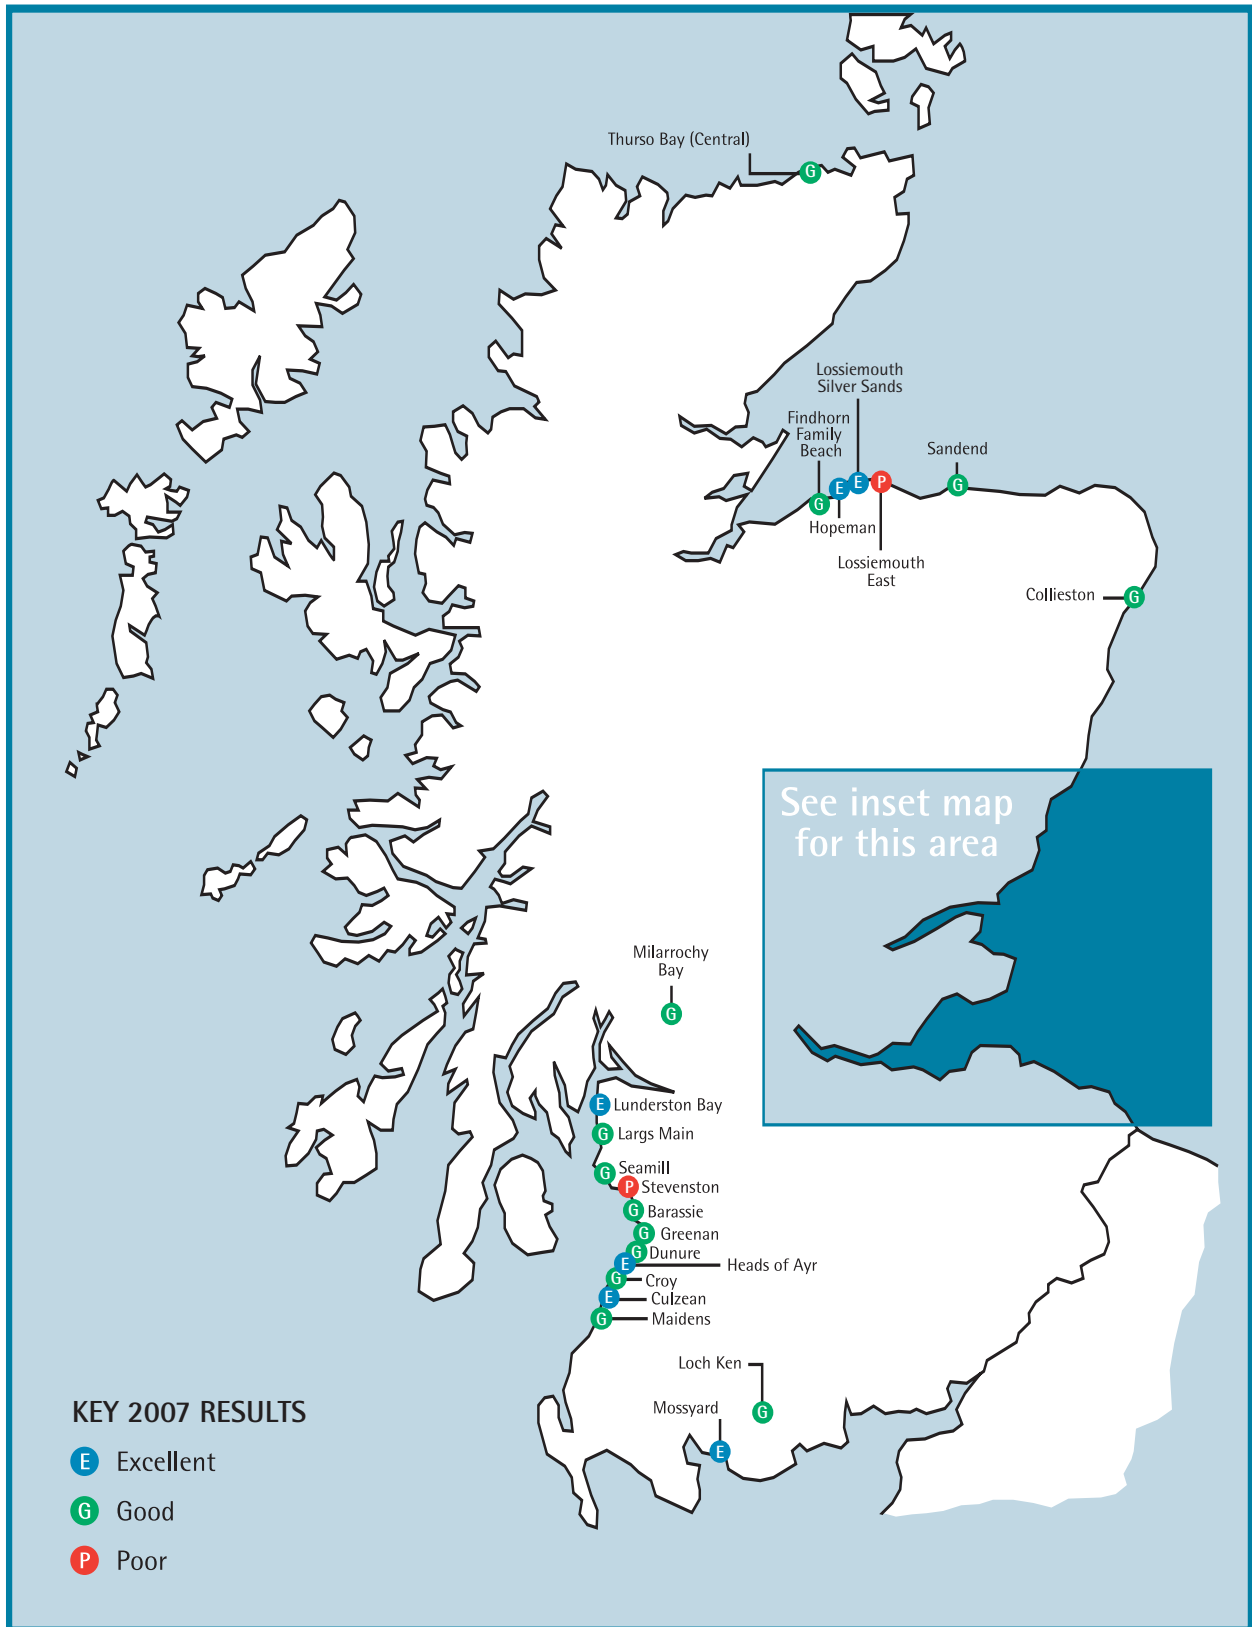 Thurso Bay (Central)
G
Lossiemouth
Silver Sands
Findhorn
Family
Beach
Sandend
E
E
P
G
G
Hopeman
Lossiemouth
East
Collieston
G
See inset map
for this area
Milarrochy
Bay
G
E
Lunderston Bay
G
Largs Main
G
Seamill
P
Stevenston
G
Barassie
G
Greenan
G
Dunure
E
Heads of Ayr
G
Croy
E
Culzean
G
Maidens
Loch Ken
G
Mossyard
E
KEY 2007 RESULTS
E Excellent
G Good
P Poor